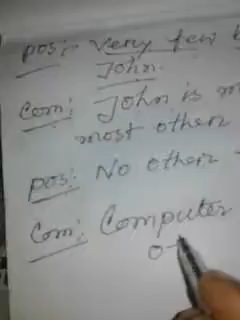 pos:- Very few
John.
Com: John is
most other
pos: No other
Com: Computer